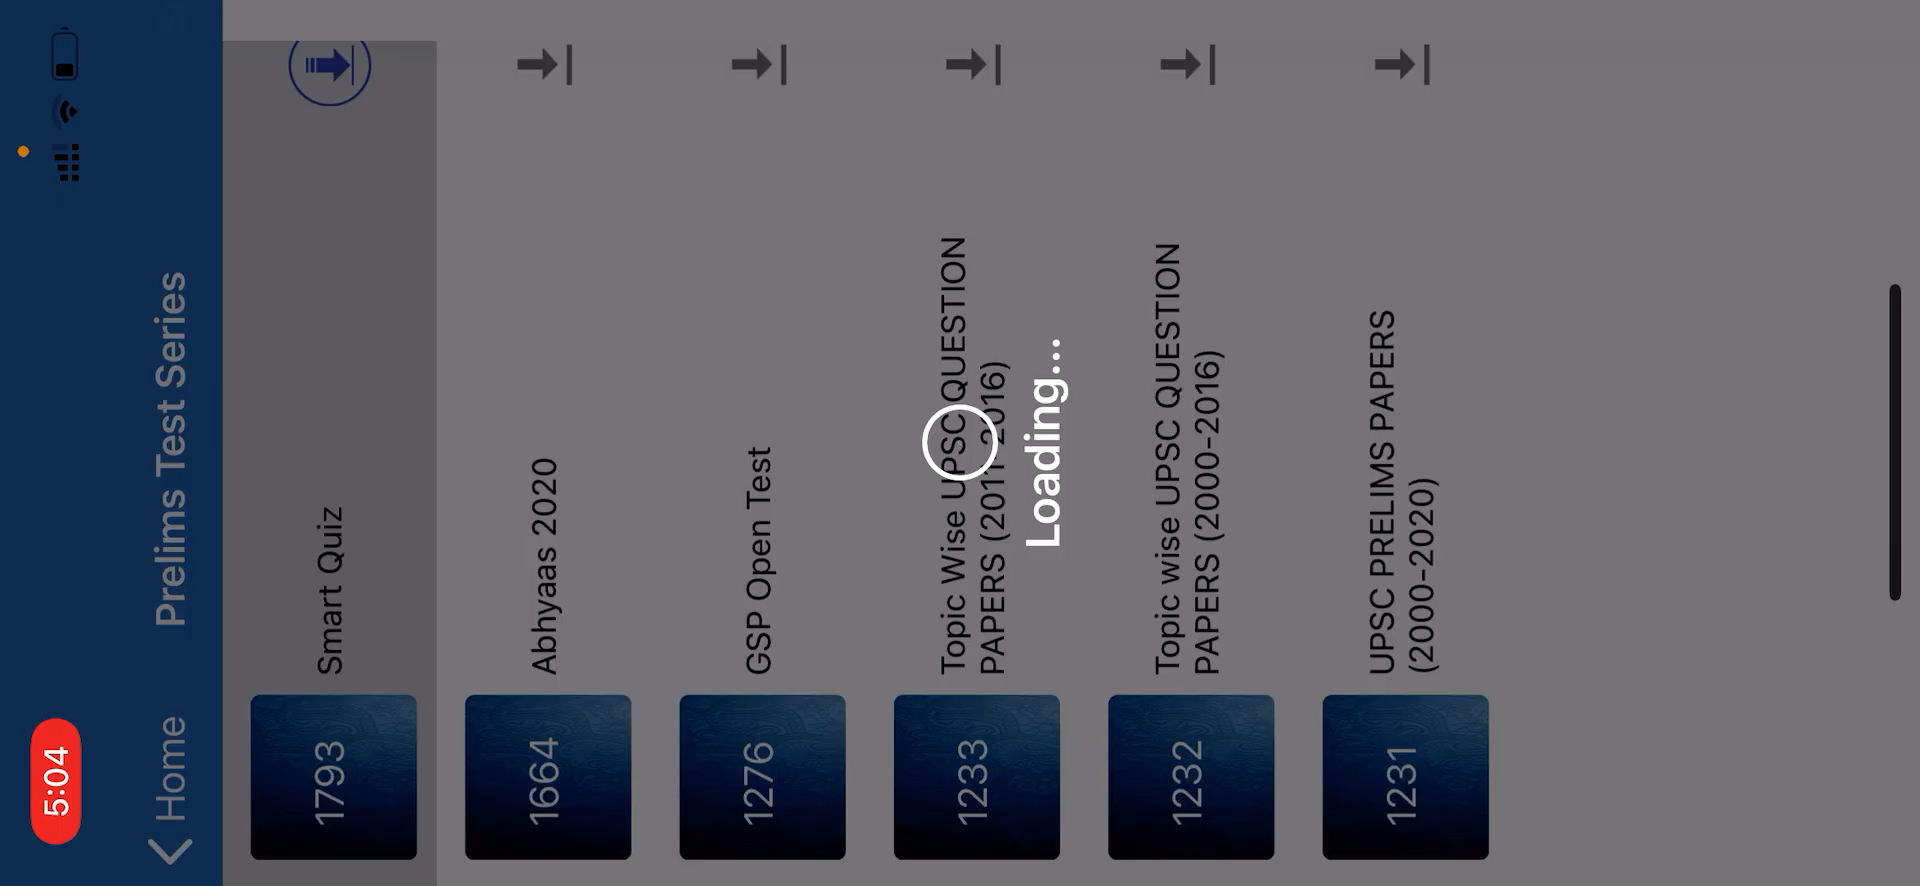 5:04
Home
Prelims Test Series
1793
Smart Quiz
1664
Abhyaas 2020
1276
GSP Open Test
1233
Topic Wise UPSC QUESTION
PAPERS (2011-2016)
Loading...
1232
Topic wise UPSC QUESTION
PAPERS (2000-2016)
1231
UPSC PRELIMS PAPERS
(2000-2020)